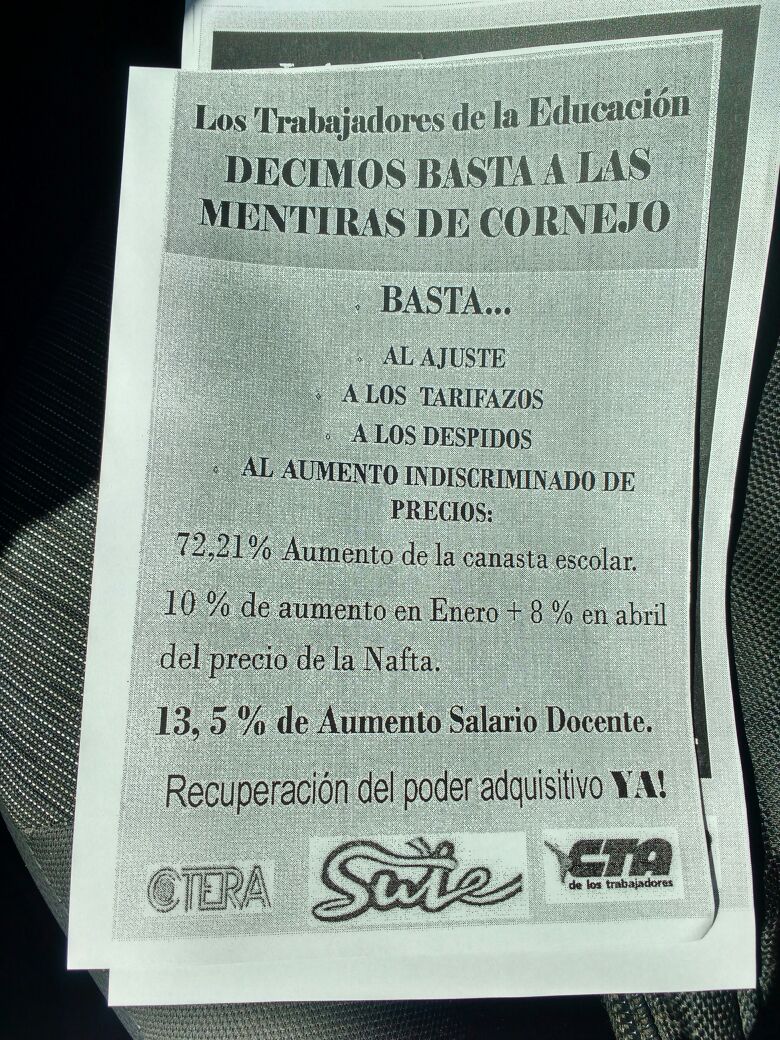 Los Trabajadores de la Educación
DECIMOS BASTA A LAS
MENTIRAS DE CORNEJO
BASTA...
AL AJUSTE
A LOS TARIFAZOS
A LOS DESPIDOS
AL AUMENTO INDISCRIMINADO DE
PRECIOS:
72,21% Aumento de la canasta escolar.
10 % de aumento en Enero + 8 % en abril
del precio de la Nafta.
13, 5 % de Aumento Salario Docente.
Recuperación del poder adquisitivo YA!
CTERA
Sute
CTA
de los trabajadores